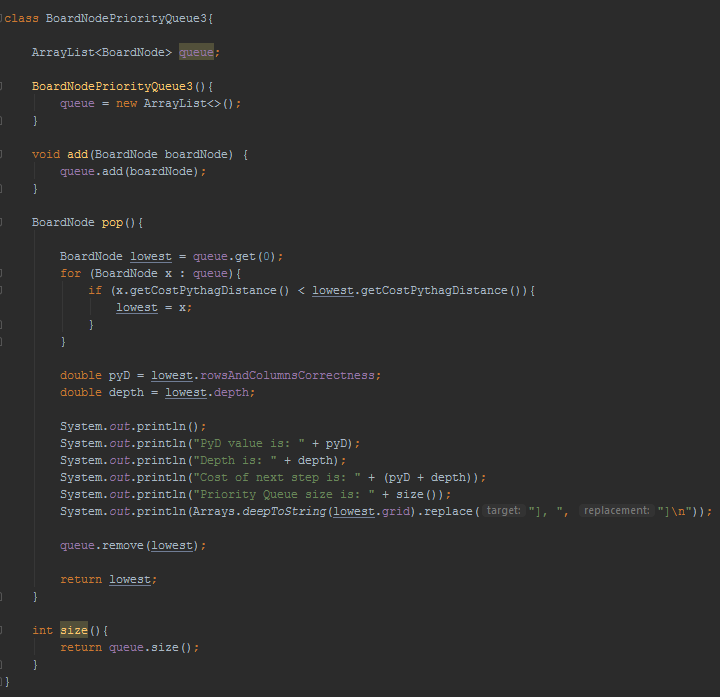 class BoardNodePriorityQueue3{
ArrayList<BoardNode> queue;
BoardNodePriorityQueue3(){
queue = new ArrayList<>();
}
void add(BoardNode boardNode) {
queue.add(boardNode);
}
BoardNode pop(){
BoardNode lowest = queue.get(0);
for (BoardNode x : queue){
if (x.getCostPythagDistance() < lowest.getCostPythagDistance()){
lowest = x;
}
}
double pyD = lowest.rowsAndColumnsCorrectness;
double depth = lowest.depth;
System.out.println();
System.out.println("PyD value is: " + pyD);
System.out.println("Depth is: " + depth);
System.out.println("Cost of next step is: " + (pyD + depth));
System.out.println("Priority Queue size is: " + size());
System.out.println(Arrays.deepToString(lowest.grid).replace( target: "], ", replacement: "]\n"));
queue.remove(lowest);
return lowest;
}
int size(){
return queue.size();
}
}